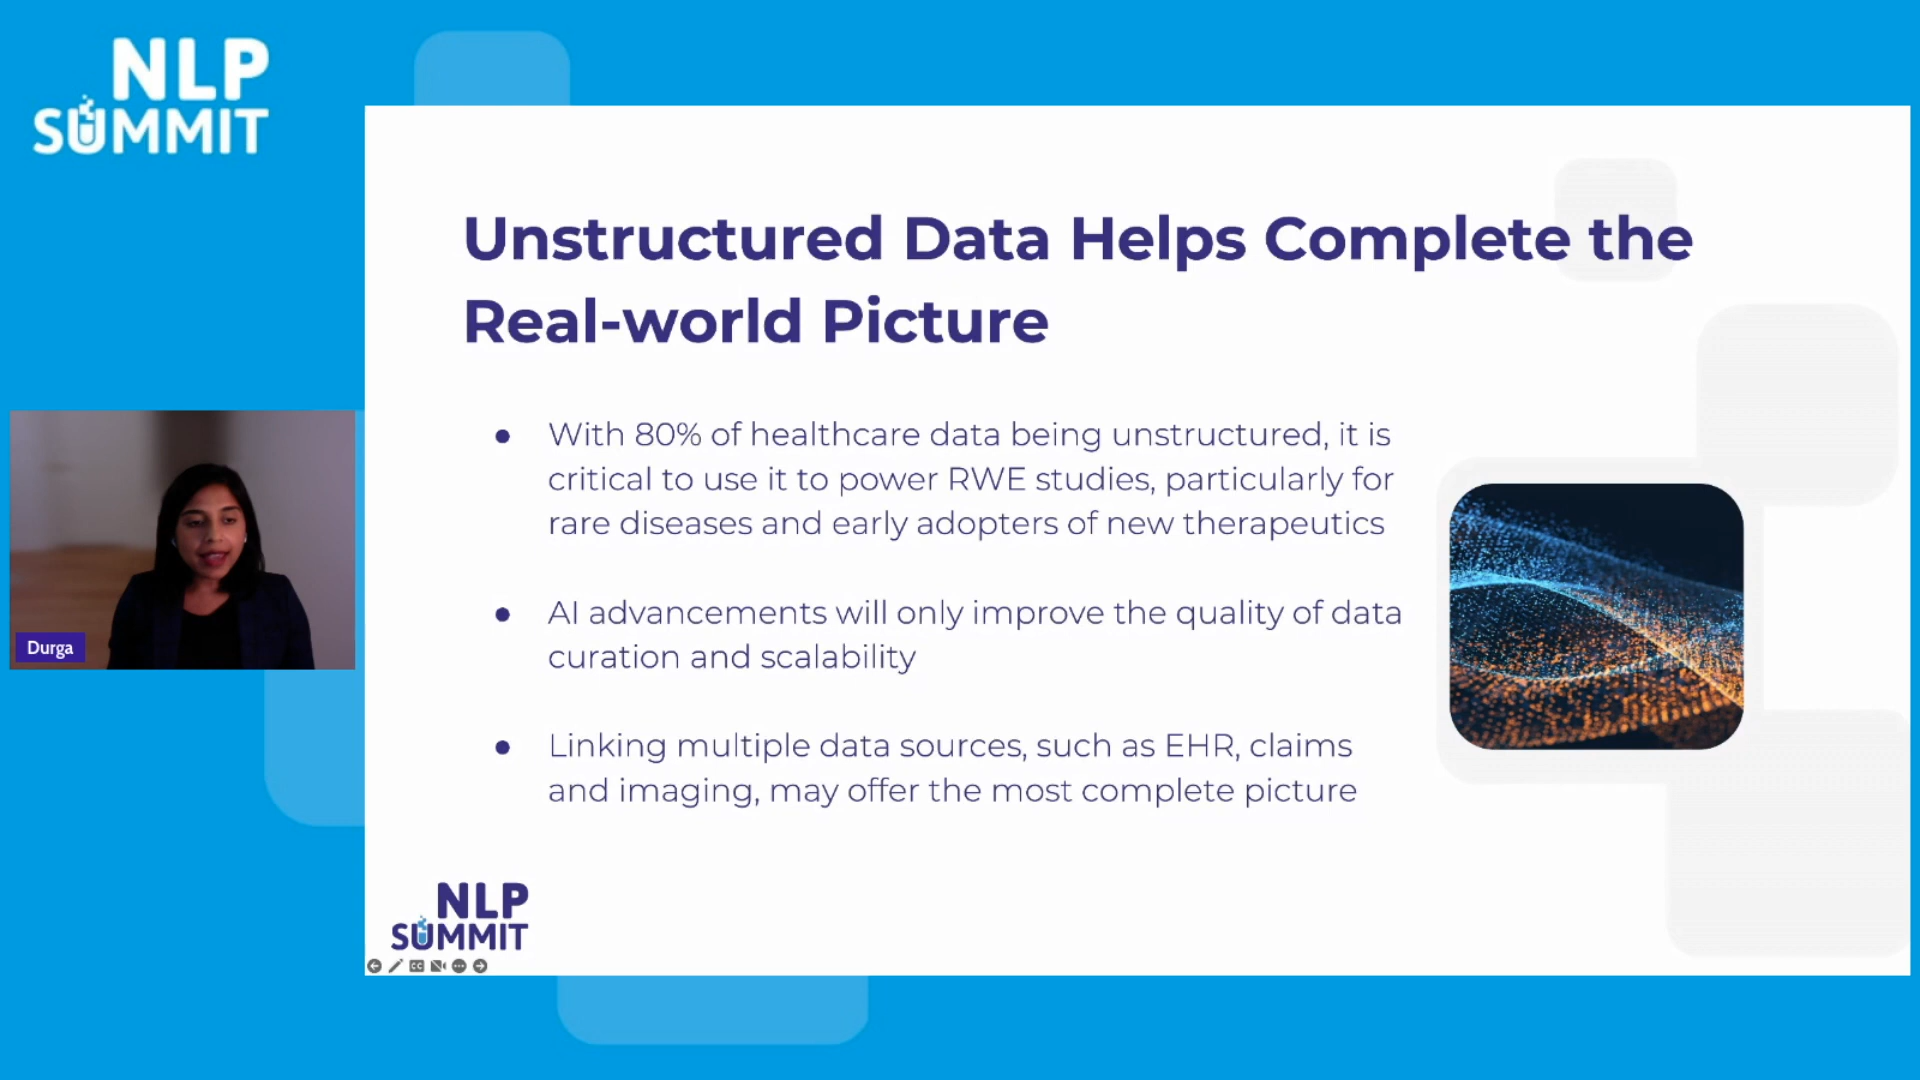 NLP
SUMMIT
Unstructured Data Helps Complete the
Real-world Picture
● With 80% of healthcare data being unstructured, it is
critical to use it to power RWE studies, particularly for
rare diseases and early adopters of new therapeutics
● AI advancements will only improve the quality of data
curation and scalability
● Linking multiple data sources, such as EHR, claims
and imaging, may offer the most complete picture
Durga
NLP
SUMMIT
CC